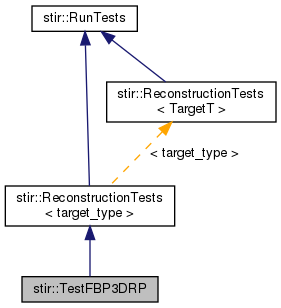 stir::RunTests
stir::ReconstructionTests
< TargetT >
< target_type >
stir::ReconstructionTests
< target_type >
stir::TestFBP3DRP